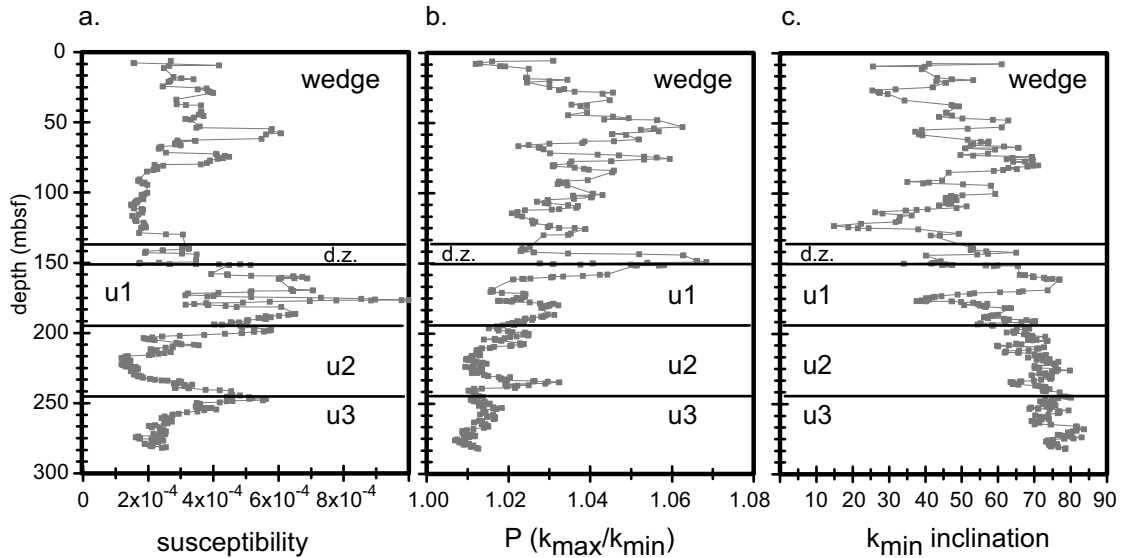 a.
b.
c.
0
50
100
150
200
250
300
depth (mbsf)
wedge
d.z.
u1
u2
u3
0
2x10-4
4x10-4
6x10-4
8x10-4
susceptibility
wedge
d.z.
u1
u2
u3
1.00
1.02
1.04
1.06
1.08
P (kmax/kmin)
wedge
d.z.
u1
u2
u3
10 20 30 40 50 60 70 80 90
kmin inclination